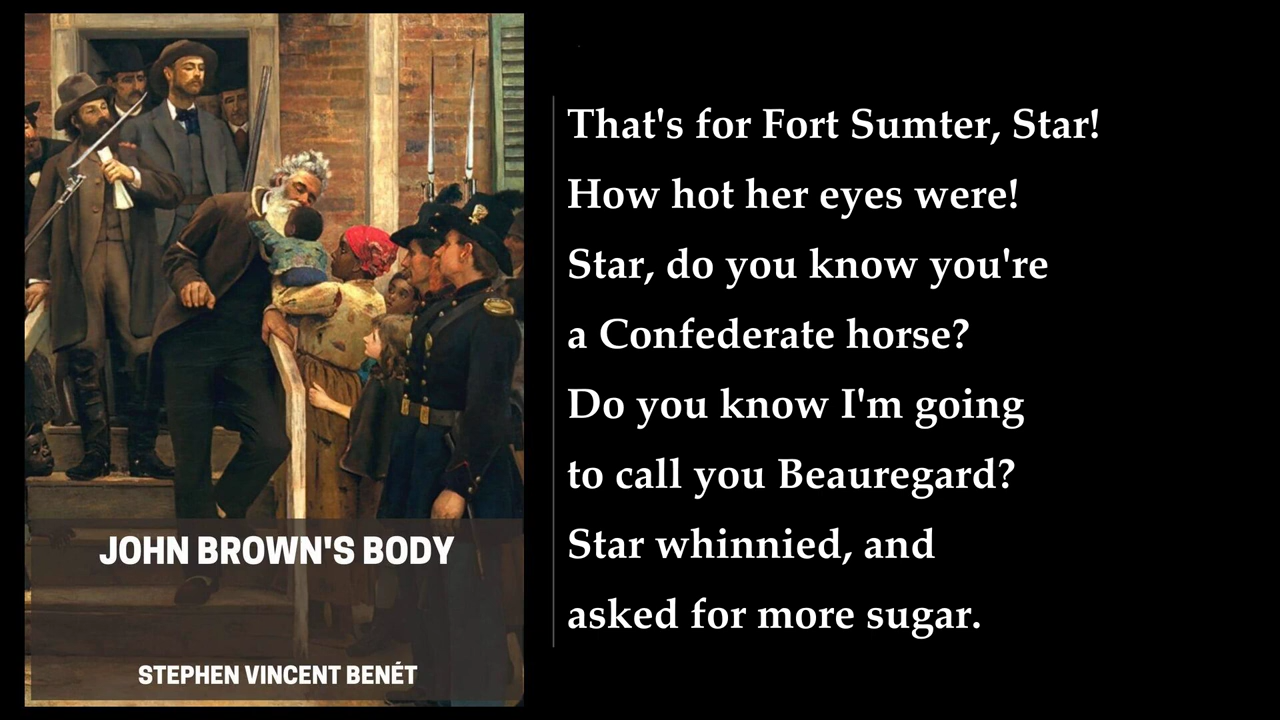 JOHN BROWN'S BODY
STEPHEN VINCENT BENÉT
That's for Fort Sumter, Star!
How hot her eyes were!
Star, do you know you're
a Confederate horse?
Do you know I'm going
to call you Beauregard?
Star whinnied, and
asked for more sugar.